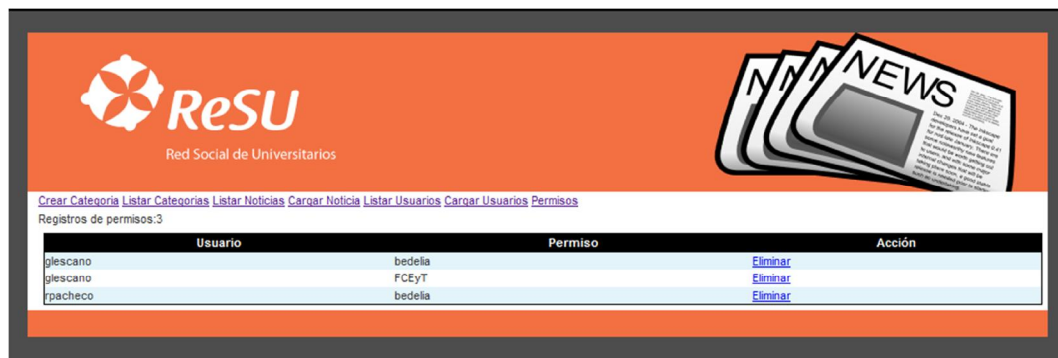 ReSU
Red Social de Universitarios
NEWS
Crear Categoria Listar Categorias Listar Noticias Cargar Noticia Listar Usuarios Cargar Usuarios Permisos
Registros de permisos:3
Usuario Permiso Acción
glescano bedelia Eliminar
glescano FCEyT Eliminar
rpacheco bedelia Eliminar